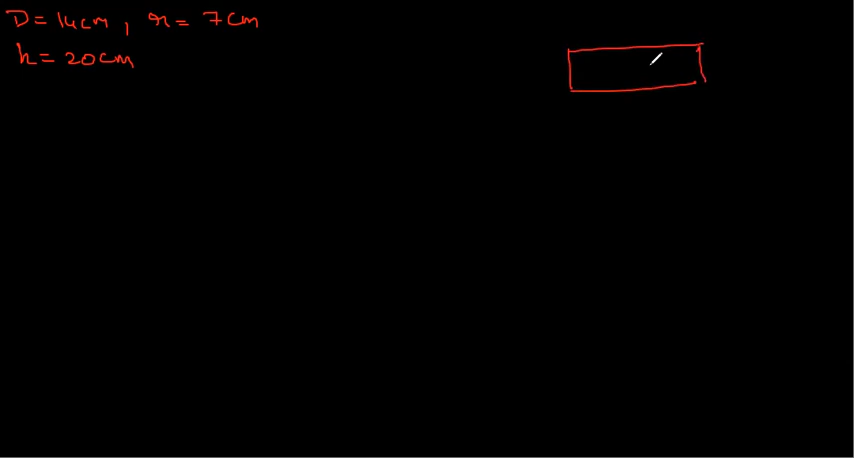 D = 14cm, r = 7cm
h = 20cm